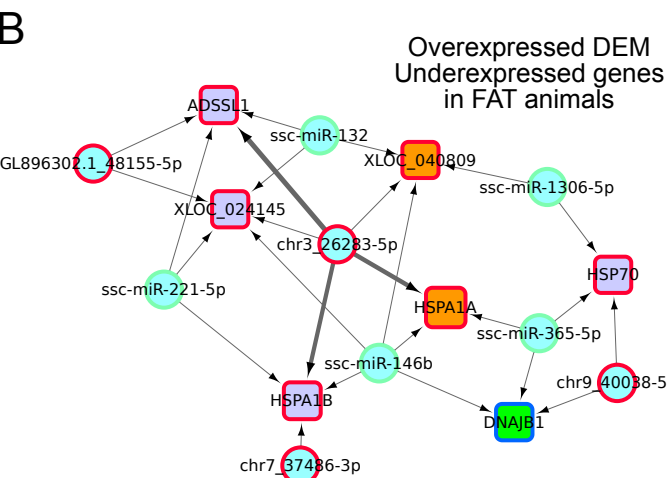 B
Overexpressed DEM
Underexpressed genes
in FAT animals
ADSSL1
ssc-miR-132
XLOC_040809
GL896302.1_48155-5p
ssc-miR-1306-5p
XLOC_024145
chr3_26283-5p
HSP70
ssc-miR-221-5p
HSPA1A
ssc-miR-365-5p
ssc-miR-146b
chr9_40038-5
HSPA1B
DNAJB1
chr7_37486-3p